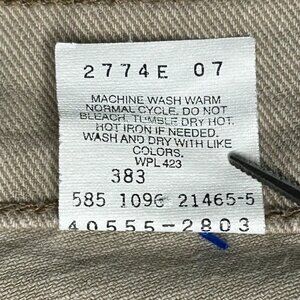 2774E 07
MACHINE WASH WARM
NORMAL CYCLE. DO NOT
BLEACH. TUMBLE DRY HOT.
HOT IRON IF NEEDED.
WASH AND DRY WITH LIKE
COLORS.
WPL 423
383
585 1096 21465-5
40555-2803